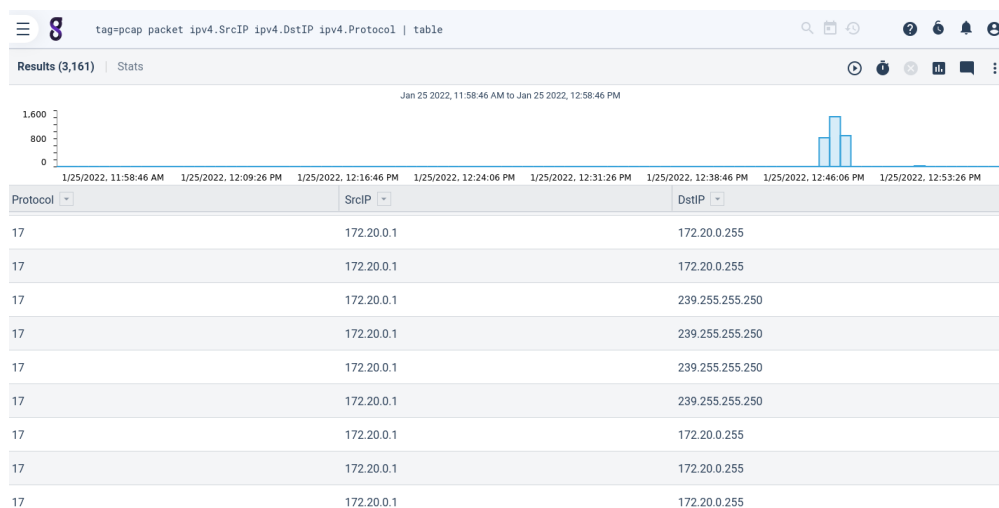 tag=pcap packet ipv4.SrcIP ipv4.DstIP ipv4.Protocol | table
Results (3,161) | Stats
Jan 25 2022, 11:58:46 AM to Jan 25 2022, 12:58:46 PM
1,600
800
0
1/25/2022, 11:58:46 AM 1/25/2022, 12:09:26 PM 1/25/2022, 12:16:46 PM 1/25/2022, 12:24:06 PM 1/25/2022, 12:31:26 PM 1/25/2022, 12:38:46 PM 1/25/2022, 12:46:06 PM 1/25/2022, 12:53:26 PM
Protocol SrcIP DstIP
17 172.20.0.1 172.20.0.255
17 172.20.0.1 172.20.0.255
17 172.20.0.1 239.255.255.250
17 172.20.0.1 239.255.255.250
17 172.20.0.1 239.255.255.250
17 172.20.0.1 239.255.255.250
17 172.20.0.1 172.20.0.255
17 172.20.0.1 172.20.0.255
17 172.20.0.1 172.20.0.255